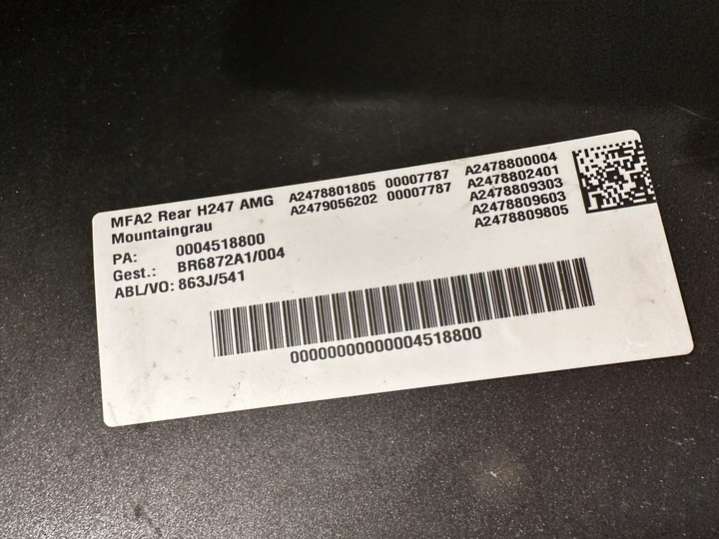 MFA2 Rear H247 AMG A2478801805 00007787 A2478800004
Mountaingrau A2479056202 00007787 A2478802401
A2478809303
PA: 0004518800 A2478809603
Gest.: BR6872A1/004 A2478809805
ABL/VO: 863J/541
00000000000004518800